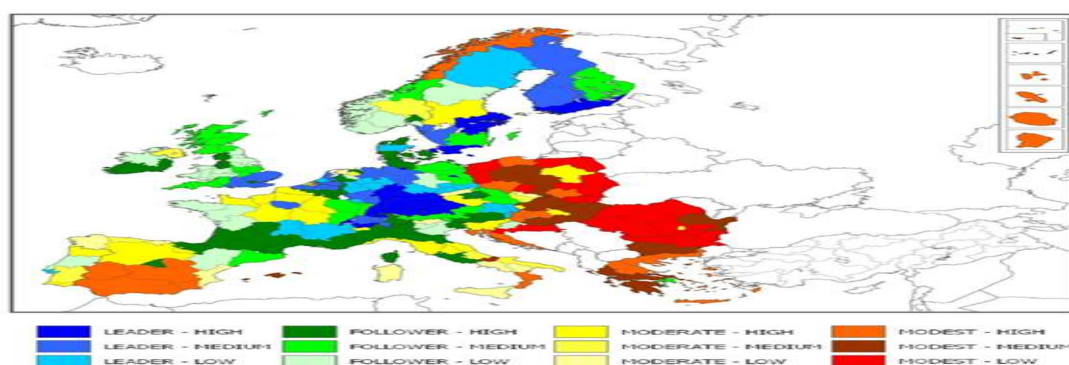 LEADER - HIGH FOLLOWER - HIGH MODERATE - HIGH MODEST - HIGH
LEADER - MEDIUM FOLLOWER - MEDIUM MODERATE - MEDIUM MODEST - MEDIUM
LEADER - LOW FOLLOWER - LOW MODERATE - LOW MODEST - LOW